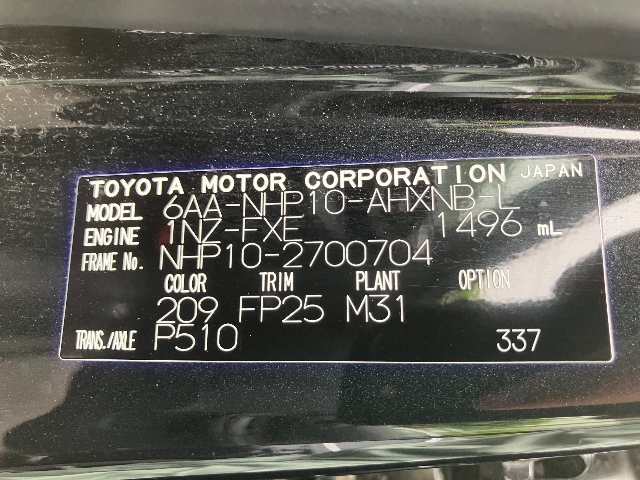 TOYOTA MOTOR CORPORATION JAPAN
MODEL 6AA-NHP10-AHXNB-L
ENGINE 1NZ-FXE 1496 mL
FRAME No. NHP10-2700704
COLOR TRIM PLANT OPTION
209 FP25 M31
TRANS./AXLE P510 337